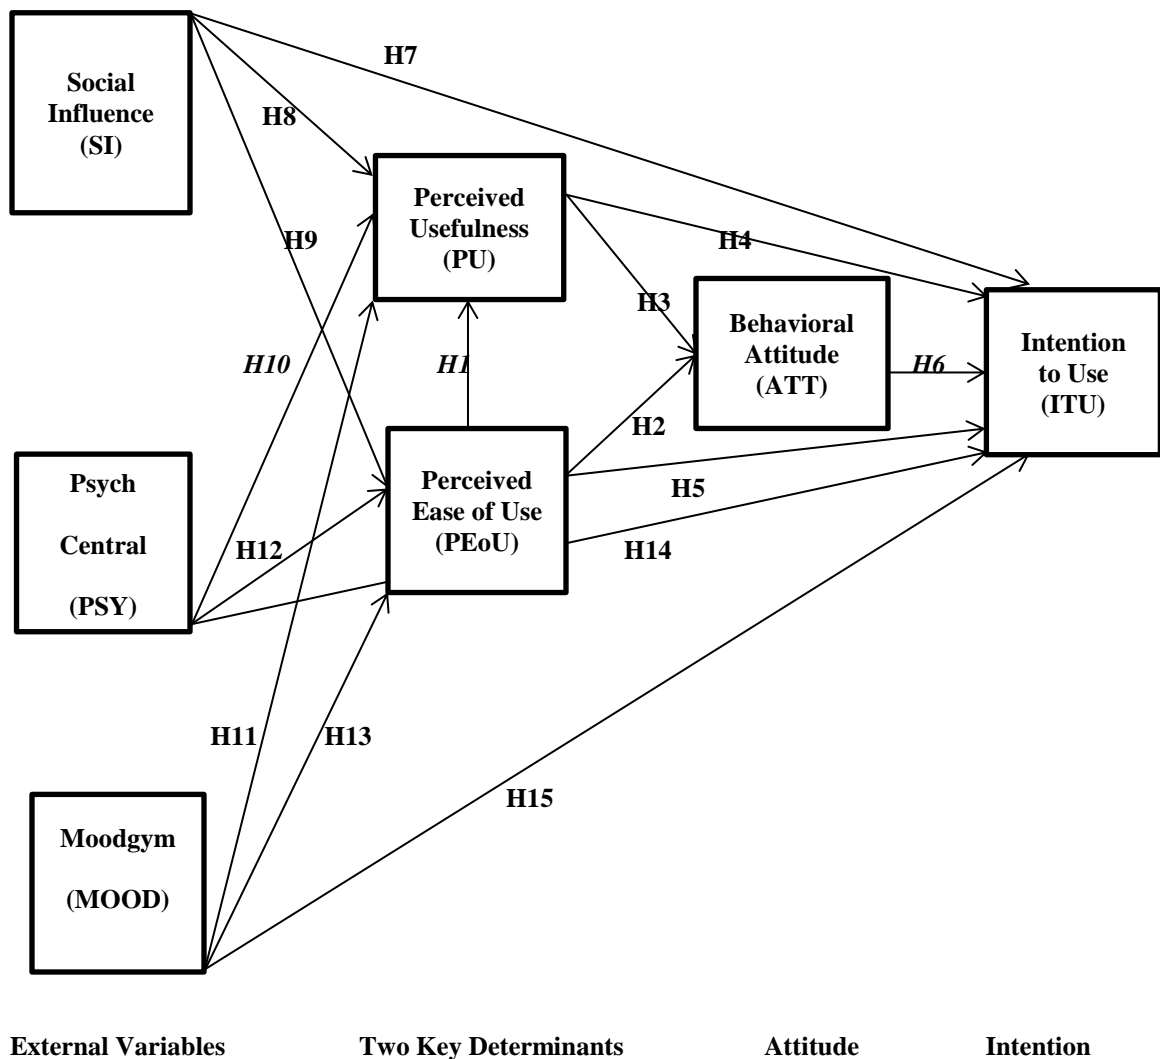 H7
Social
Influence
(SI)
H8
Perceived
Usefulness
(PU)
H9
H4
H3
Behavioral
Attitude
(ATT)
Intention
to Use
(ITU)
H10
H1
H6
H2
Psych
Central
(PSY)
Perceived
Ease of Use
(PEoU)
H5
H12
H14
H11
H13
H15
Moodgym
(MOOD)
External Variables
Two Key Determinants
Attitude
Intention